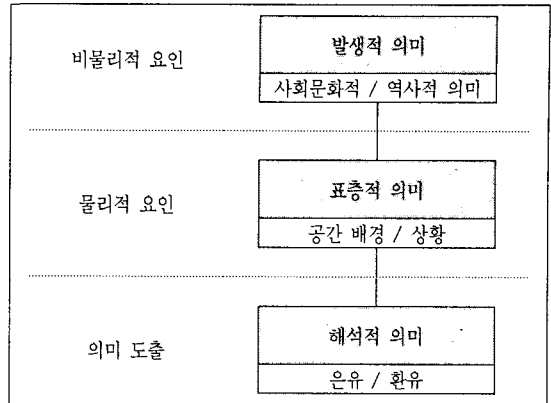 비물리적 요인
발생적 의미
사회문화적 / 역사적 의미
물리적 요인
표층적 의미
공간 배경 / 상황
의미 도출
해석적 의미
은유 / 환유